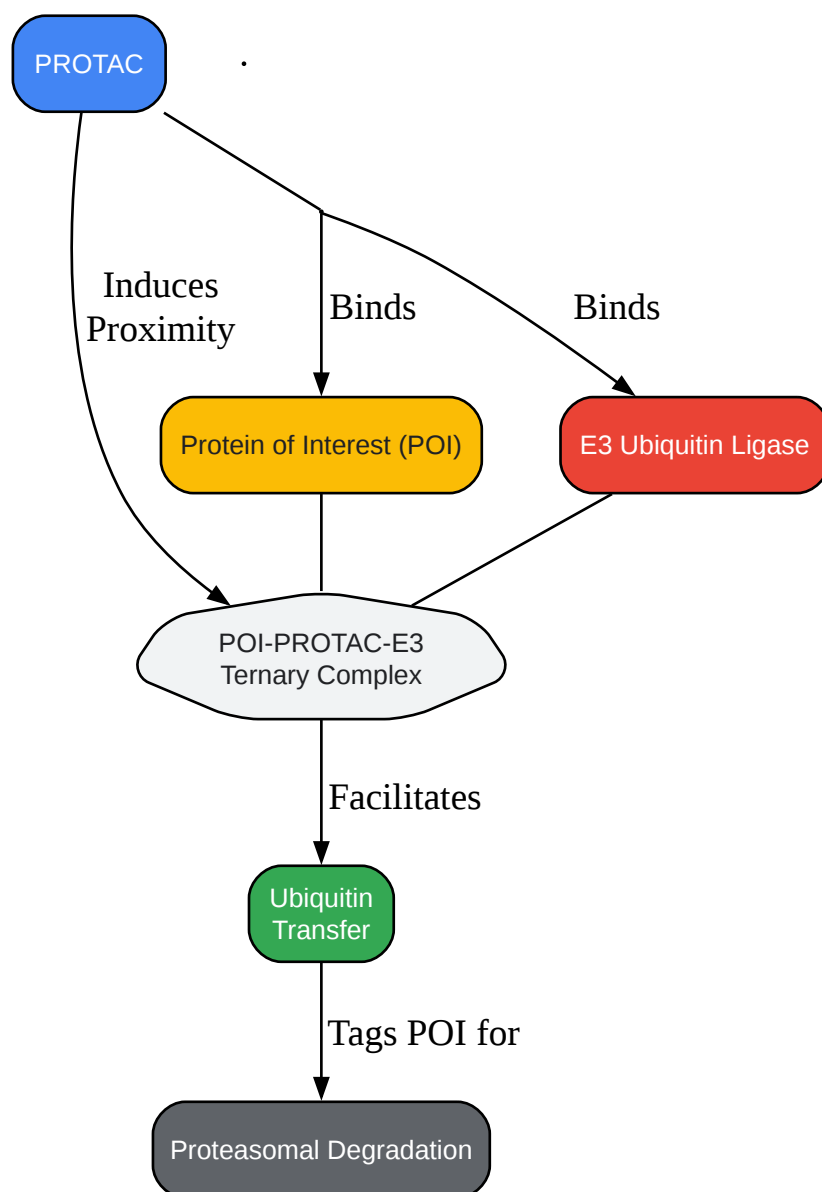 PROTAC
.
Induces
Proximity
Binds
Binds
Protein of Interest (POI)
E3 Ubiquitin Ligase
POI-PROTAC-E3
Ternary Complex
Facilitates
Ubiquitin
Transfer
Tags POI for
Proteasomal Degradation